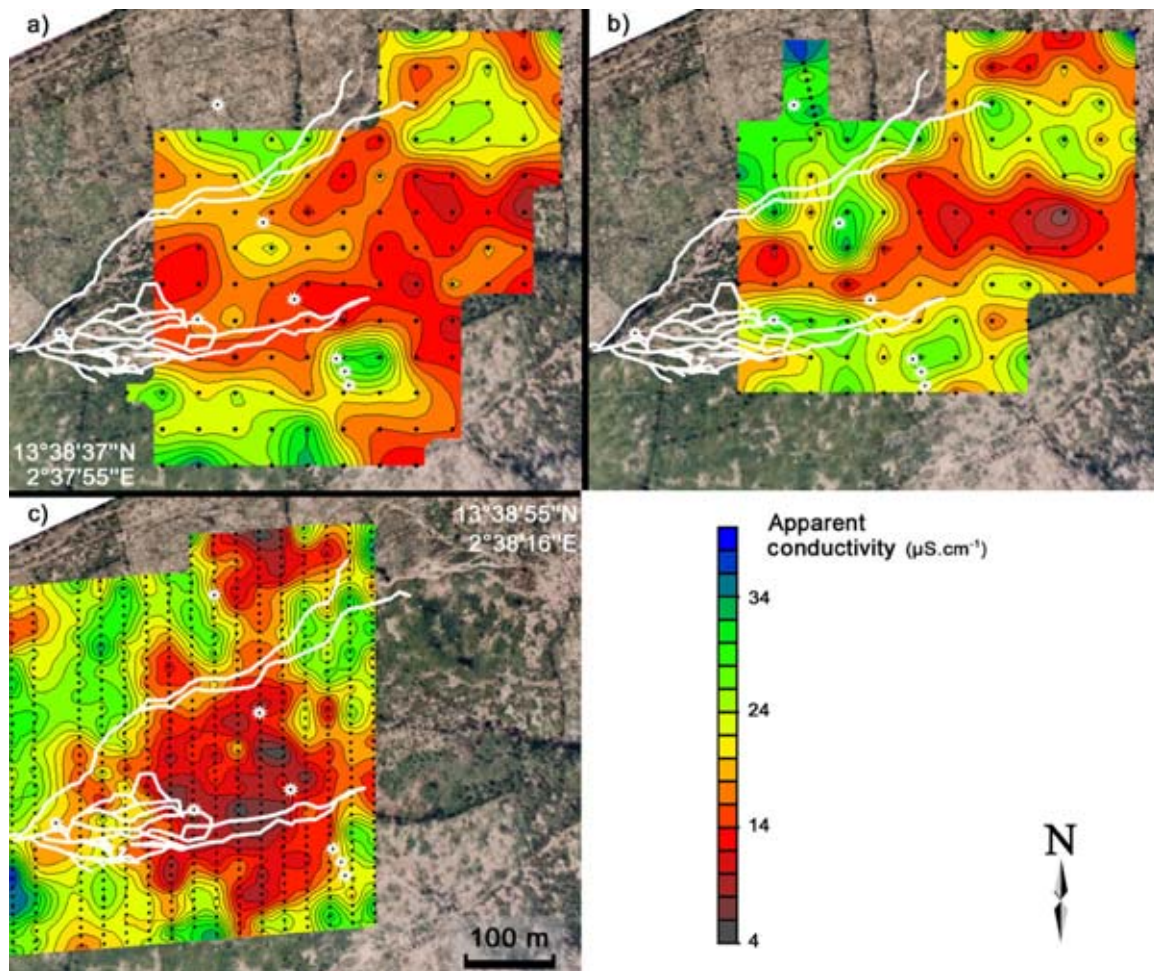 a)
b)
13°38'37"N
2°37'55"E
c)
13°38'55"N
2°38'16"E
100 m
Apparent
conductivity (µS.cm⁻¹)
34
24
14
4
N